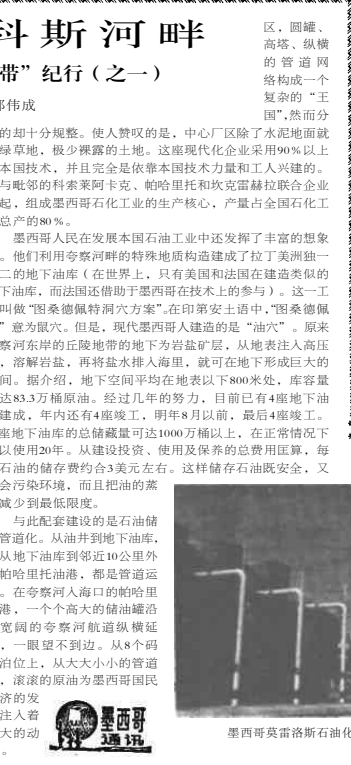 科斯河畔
带”纪行（之一）
伟成
区，圆罐、
高塔、纵横
的管道网
络构成一个
复杂的“王
国”，然而分
的却十分规整。使人赞叹的是，中心厂区除了水泥地面就
绿草地，极少裸露的土地。这座现代化企业采用90%以上
本国技术，并且完全是依靠本国技术力量和工人兴建的。
与毗邻的科索莱阿卡克、帕哈里托和坎克雷赫拉联合企业
起，组成墨西哥石化工业的生产核心，产量占全国石化工
总产的80%。
墨西哥人民在发展本国石油工业中还发挥了丰富的想象
。他们利用夸察河畔的特殊地质构造建成了拉丁美洲独一
二的地下油库（在世界上，只有美国和法国在建造类似的
下油库，而法国还借助于墨西哥在技术上的参与）。这一工
叫做“图桑德佩特洞穴方案”。在印第安土语中，“图桑德佩
”意为鼠穴。但是，现代墨西哥人建造的是“油穴”。原来
察河东岸的丘陵地带的地下为岩盐矿层，从地表注入高压
，溶解岩盐，再将盐水排入海里，就可在地下形成巨大的
间。据介绍，地下空间平均在地表以下800米处，库容量
达83.3万桶原油。经过几年的努力，目前已有4座地下油
建成，年内还有4座竣工，明年8月以前，最后4座竣工。
座地下油库的总储藏量可达1000万桶以上，在正常情况下
以使用20年。从建设投资、使用及保养的总费用匡算，每
石油的储存费约合3美元左右。这样储存石油既安全，又
会污染环境，而且把油的蒸
减少到最低限度。
与此配套建设的是石油储
管道化。从油井到地下油库，
从地下油库到邻近10公里外
帕哈里托油港，都是管道运
。在夸察河入海口的帕哈里
港，一个个高大的储油罐沿
宽阔的夸察河航道纵横延
，一眼望不到边。从8个码
泊位上，从大大小小的管道
，滚滚的原油为墨西哥国民
济的发
注入着
大的动
。
墨西哥
通讯
墨西哥莫雷洛斯石油化